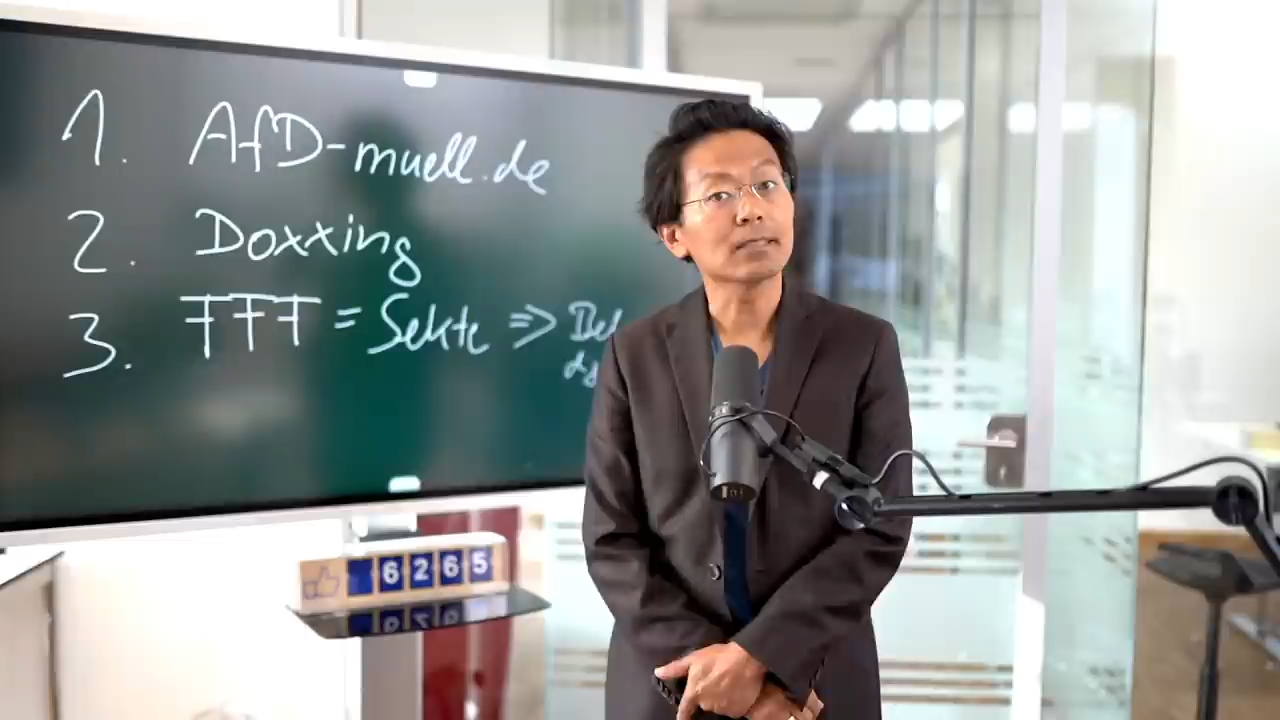 1. AfD-muell.de
2. Doxxing
3. FFF = Sekte =>
6265